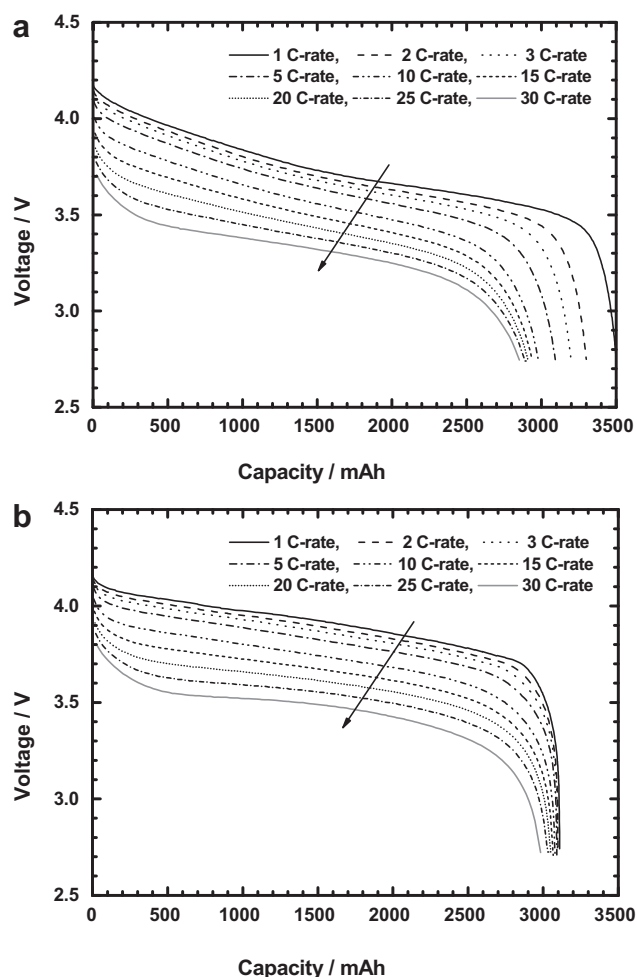 a
4.5
1 C-rate, 2 C-rate, 3 C-rate
5 C-rate, 10 C-rate, 15 C-rate
20 C-rate, 25 C-rate, 30 C-rate
4.0
3.5
3.0
2.5
Voltage / V
0 500 1000 1500 2000 2500 3000 3500
Capacity / mAh
b
4.5
1 C-rate, 2 C-rate, 3 C-rate
5 C-rate, 10 C-rate, 15 C-rate
20 C-rate, 25 C-rate, 30 C-rate
4.0
3.5
3.0
2.5
Voltage / V
0 500 1000 1500 2000 2500 3000 3500
Capacity / mAh